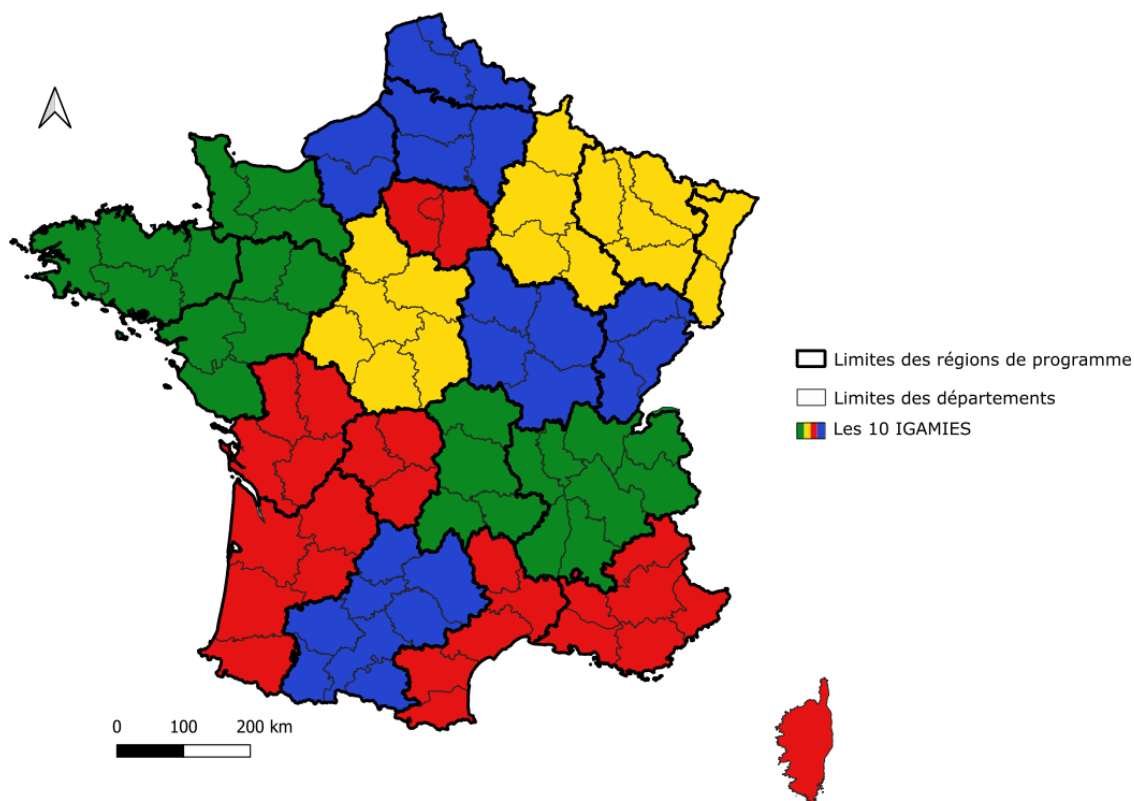 Limites des régions de programme
Limites des départements
Les 10 IGAMIES
0 100 200 km